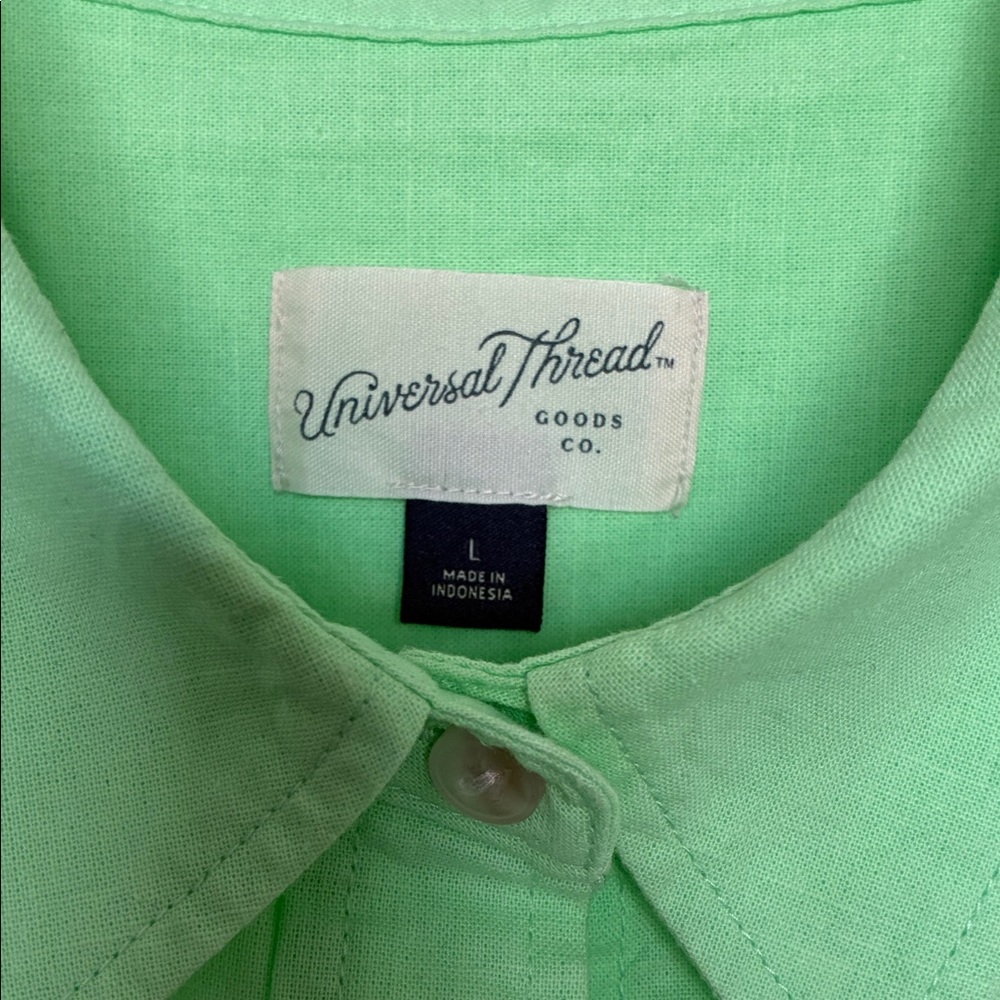 Universal Thread™
GOODS
CO.
L
MADE IN
INDONESIA